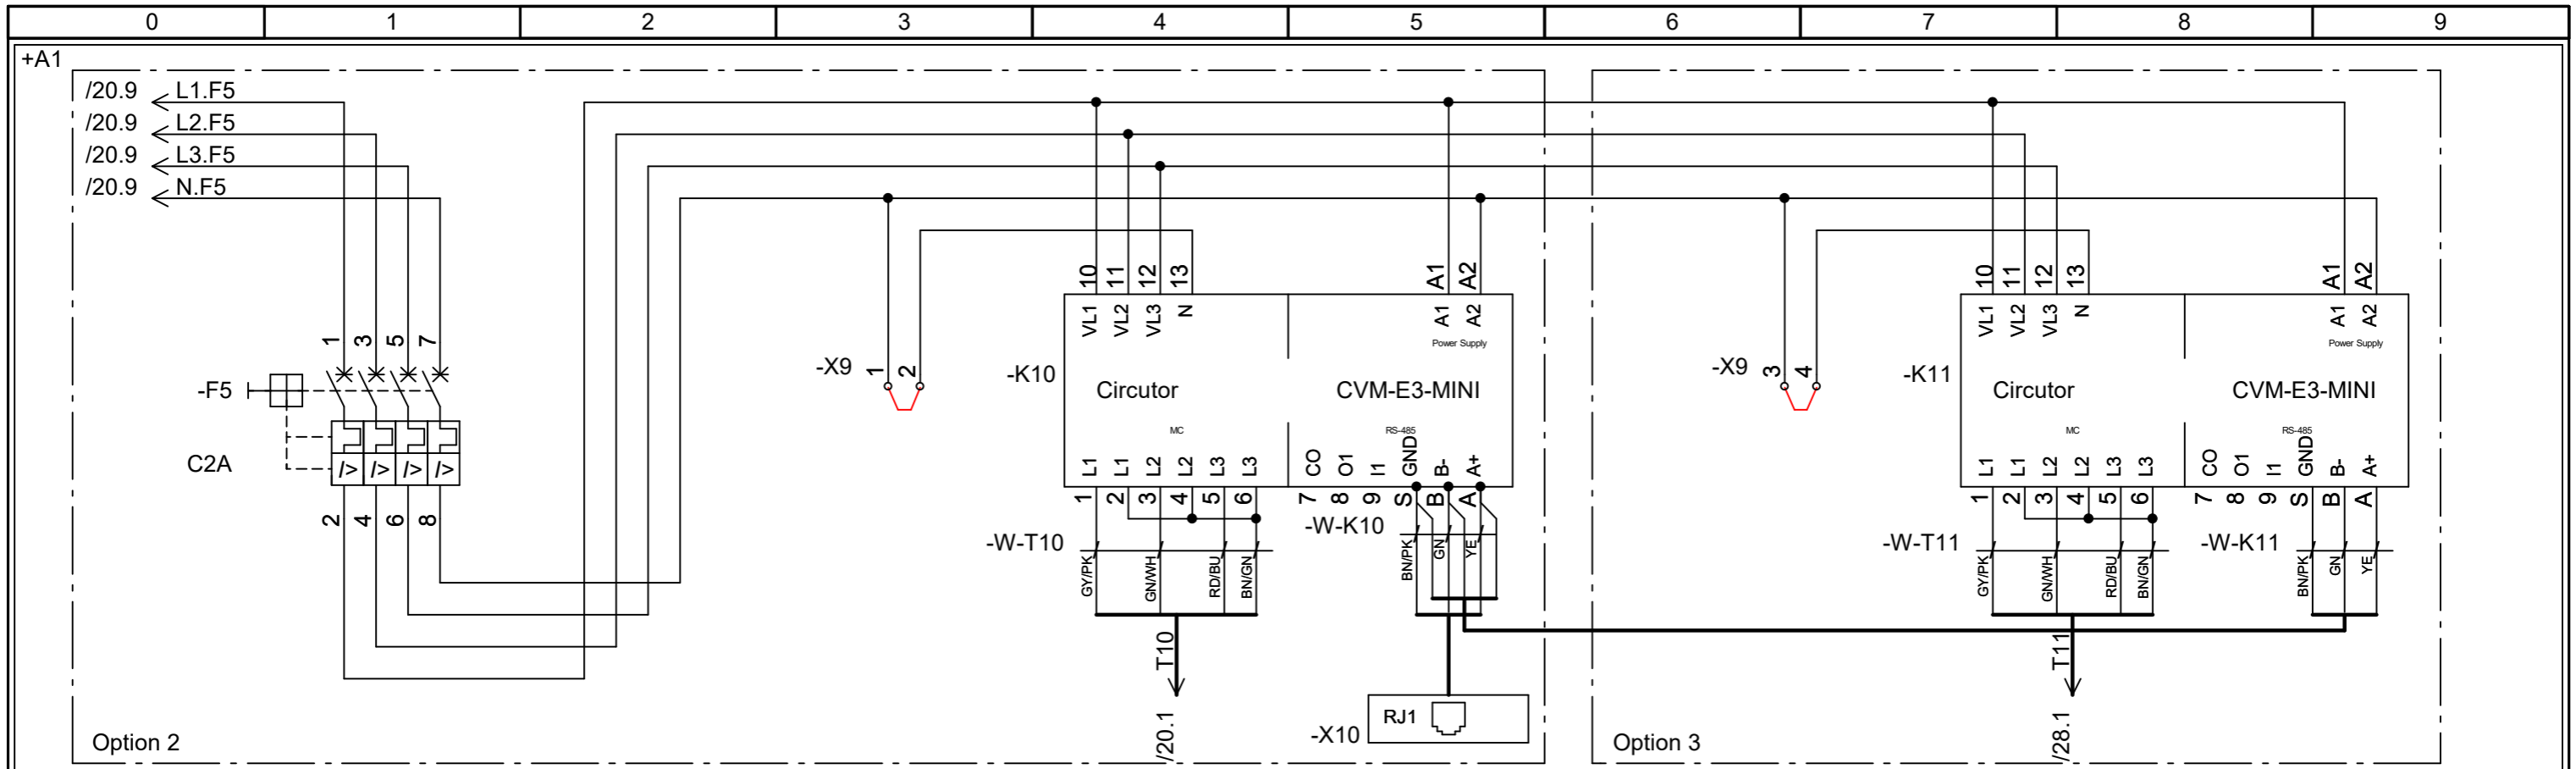 0 1 2 3 4 5 6 7 8 9
+A1
/20.9 L1.F5
/20.9 L2.F5
/20.9 L3.F5
/20.9 N.F5
10 11 12 13 A1 A2 10 11 12 13 A1 A2
VL1 VL2 VL3 N A1 A2 VL1 VL2 VL3 N A1 A2
Power Supply Power Supply
1 3 5 7
-X9 1 2 -K10 -X9 3 4 -K11
-F5 Circutor CVM-E3-MINI Circutor CVM-E3-MINI
MC RS-485 MC RS-485
C2A I> I> I> I> L1 L1 L2 L2 L3 L3 CO O1 I1 GND B- A+ L1 L1 L2 L2 L3 L3 CO O1 I1 GND B- A+
2 4 6 8 1 2 3 4 5 6 7 8 9 S B A 1 2 3 4 5 6 7 8 9 S B A
-W-K10
-W-T10 -W-T11 -W-K11
GY/PK GN/WH RD/BU BN/GN BN/PK GN YE GY/PK GN/WH RD/BU BN/GN BN/PK GN YE
T10 T11
RJ1
-X10
/20.1 /28.1
Option 2 Option 3